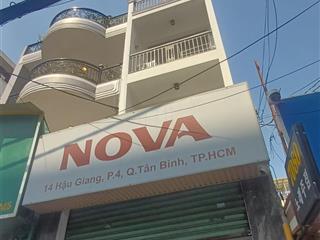 NOVA
14 Hậu Giang, P.4, Q.Tân Bình, TP.HCM